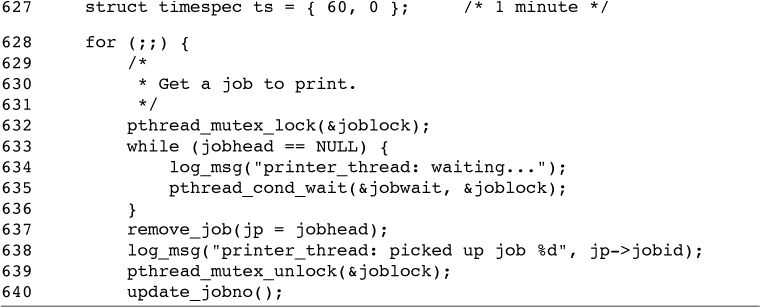 627     struct timespec ts = { 60, 0 };     /* 1 minute */
628     for (;;) {
629         /*
630          * Get a job to print.
631          */
632         pthread_mutex_lock(&joblock);
633         while (jobhead == NULL) {
634             log_msg("printer_thread: waiting...");
635             pthread_cond_wait(&jobwait, &joblock);
636         }
637         remove_job(jp = jobhead);
638         log_msg("printer_thread: picked up job %d", jp->jobid);
639         pthread_mutex_unlock(&joblock);
640         update_jobno();